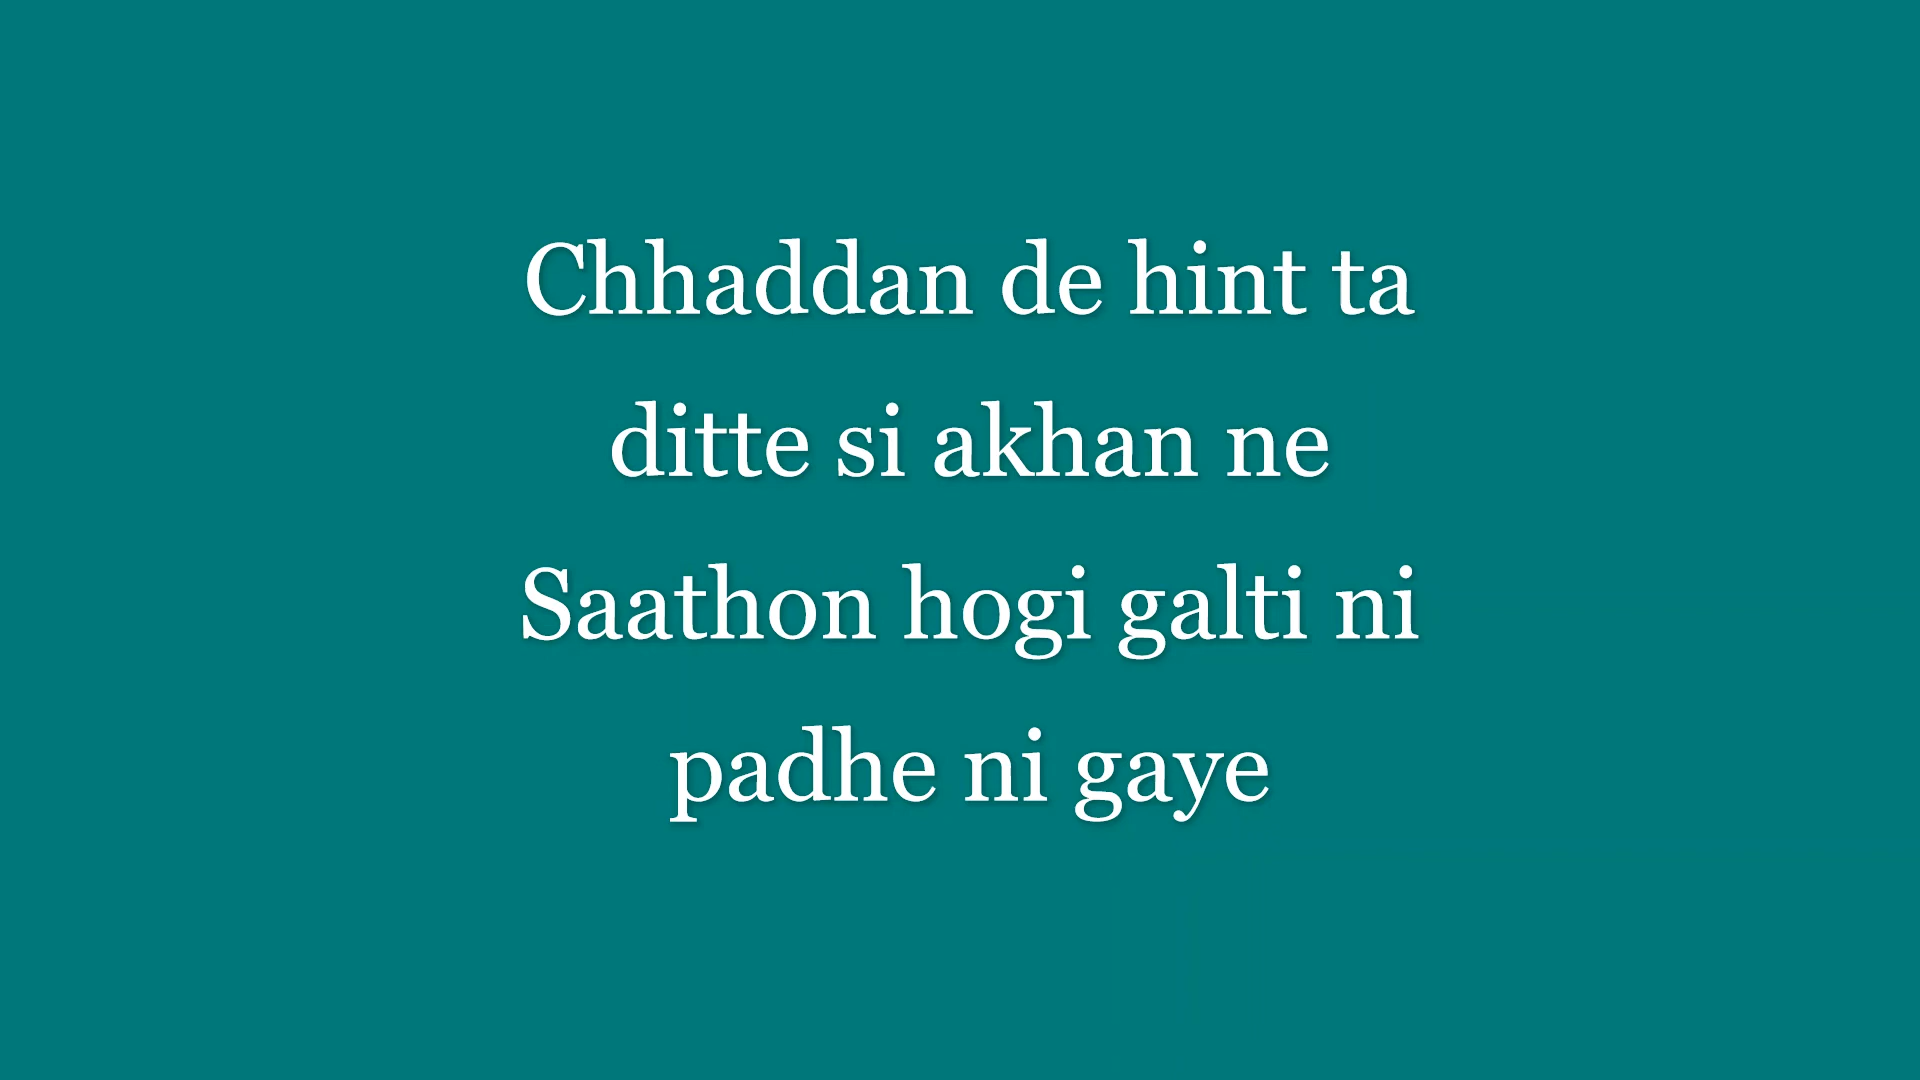 Chhaddan de hint ta
ditte si akhan ne
Saathon hogi galti ni
padhe ni gaye